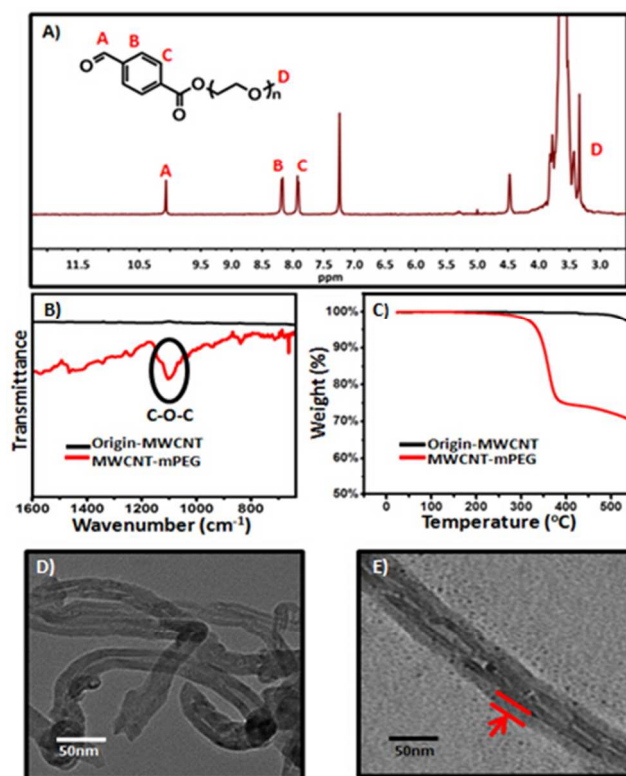 A)
A
B
C
O
O
O
O
n
D
A
B
C
D
11.5 10.5 9.5 9.0 8.5 8.0 7.5 7.0 6.5 6.0 5.5 5.0 4.5 4.0 3.5 3.0
ppm
B)
C-O-C
Origin-MWCNT
MWCNT-mPEG
Transmittance
1600 1400 1200 1000 800
Wavenumber (cm-1)
C)
100%
90%
80%
70%
60%
50%
Weight (%)
Origin-MWCNT
MWCNT-mPEG
0 100 200 300 400 500
Temperature (oC)
D)
50nm
E)
50nm